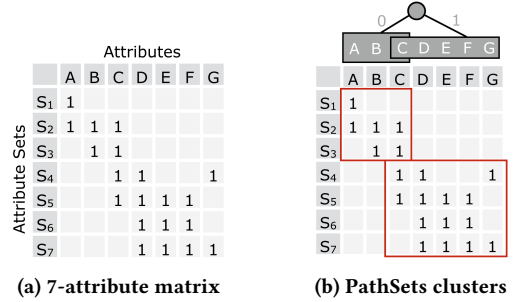 0 1
A B C D E F G
Attributes
A B C D E F G
A B C D E F G
Attribute Sets
S1 1
S2 1 1 1
S3 1 1
S4 1 1 1
S5 1 1 1 1
S6 1 1 1
S7 1 1 1 1
S1 1
S2 1 1 1
S3 1 1
S4 1 1 1
S5 1 1 1 1
S6 1 1 1
S7 1 1 1 1
(a) 7-attribute matrix
(b) PathSets clusters